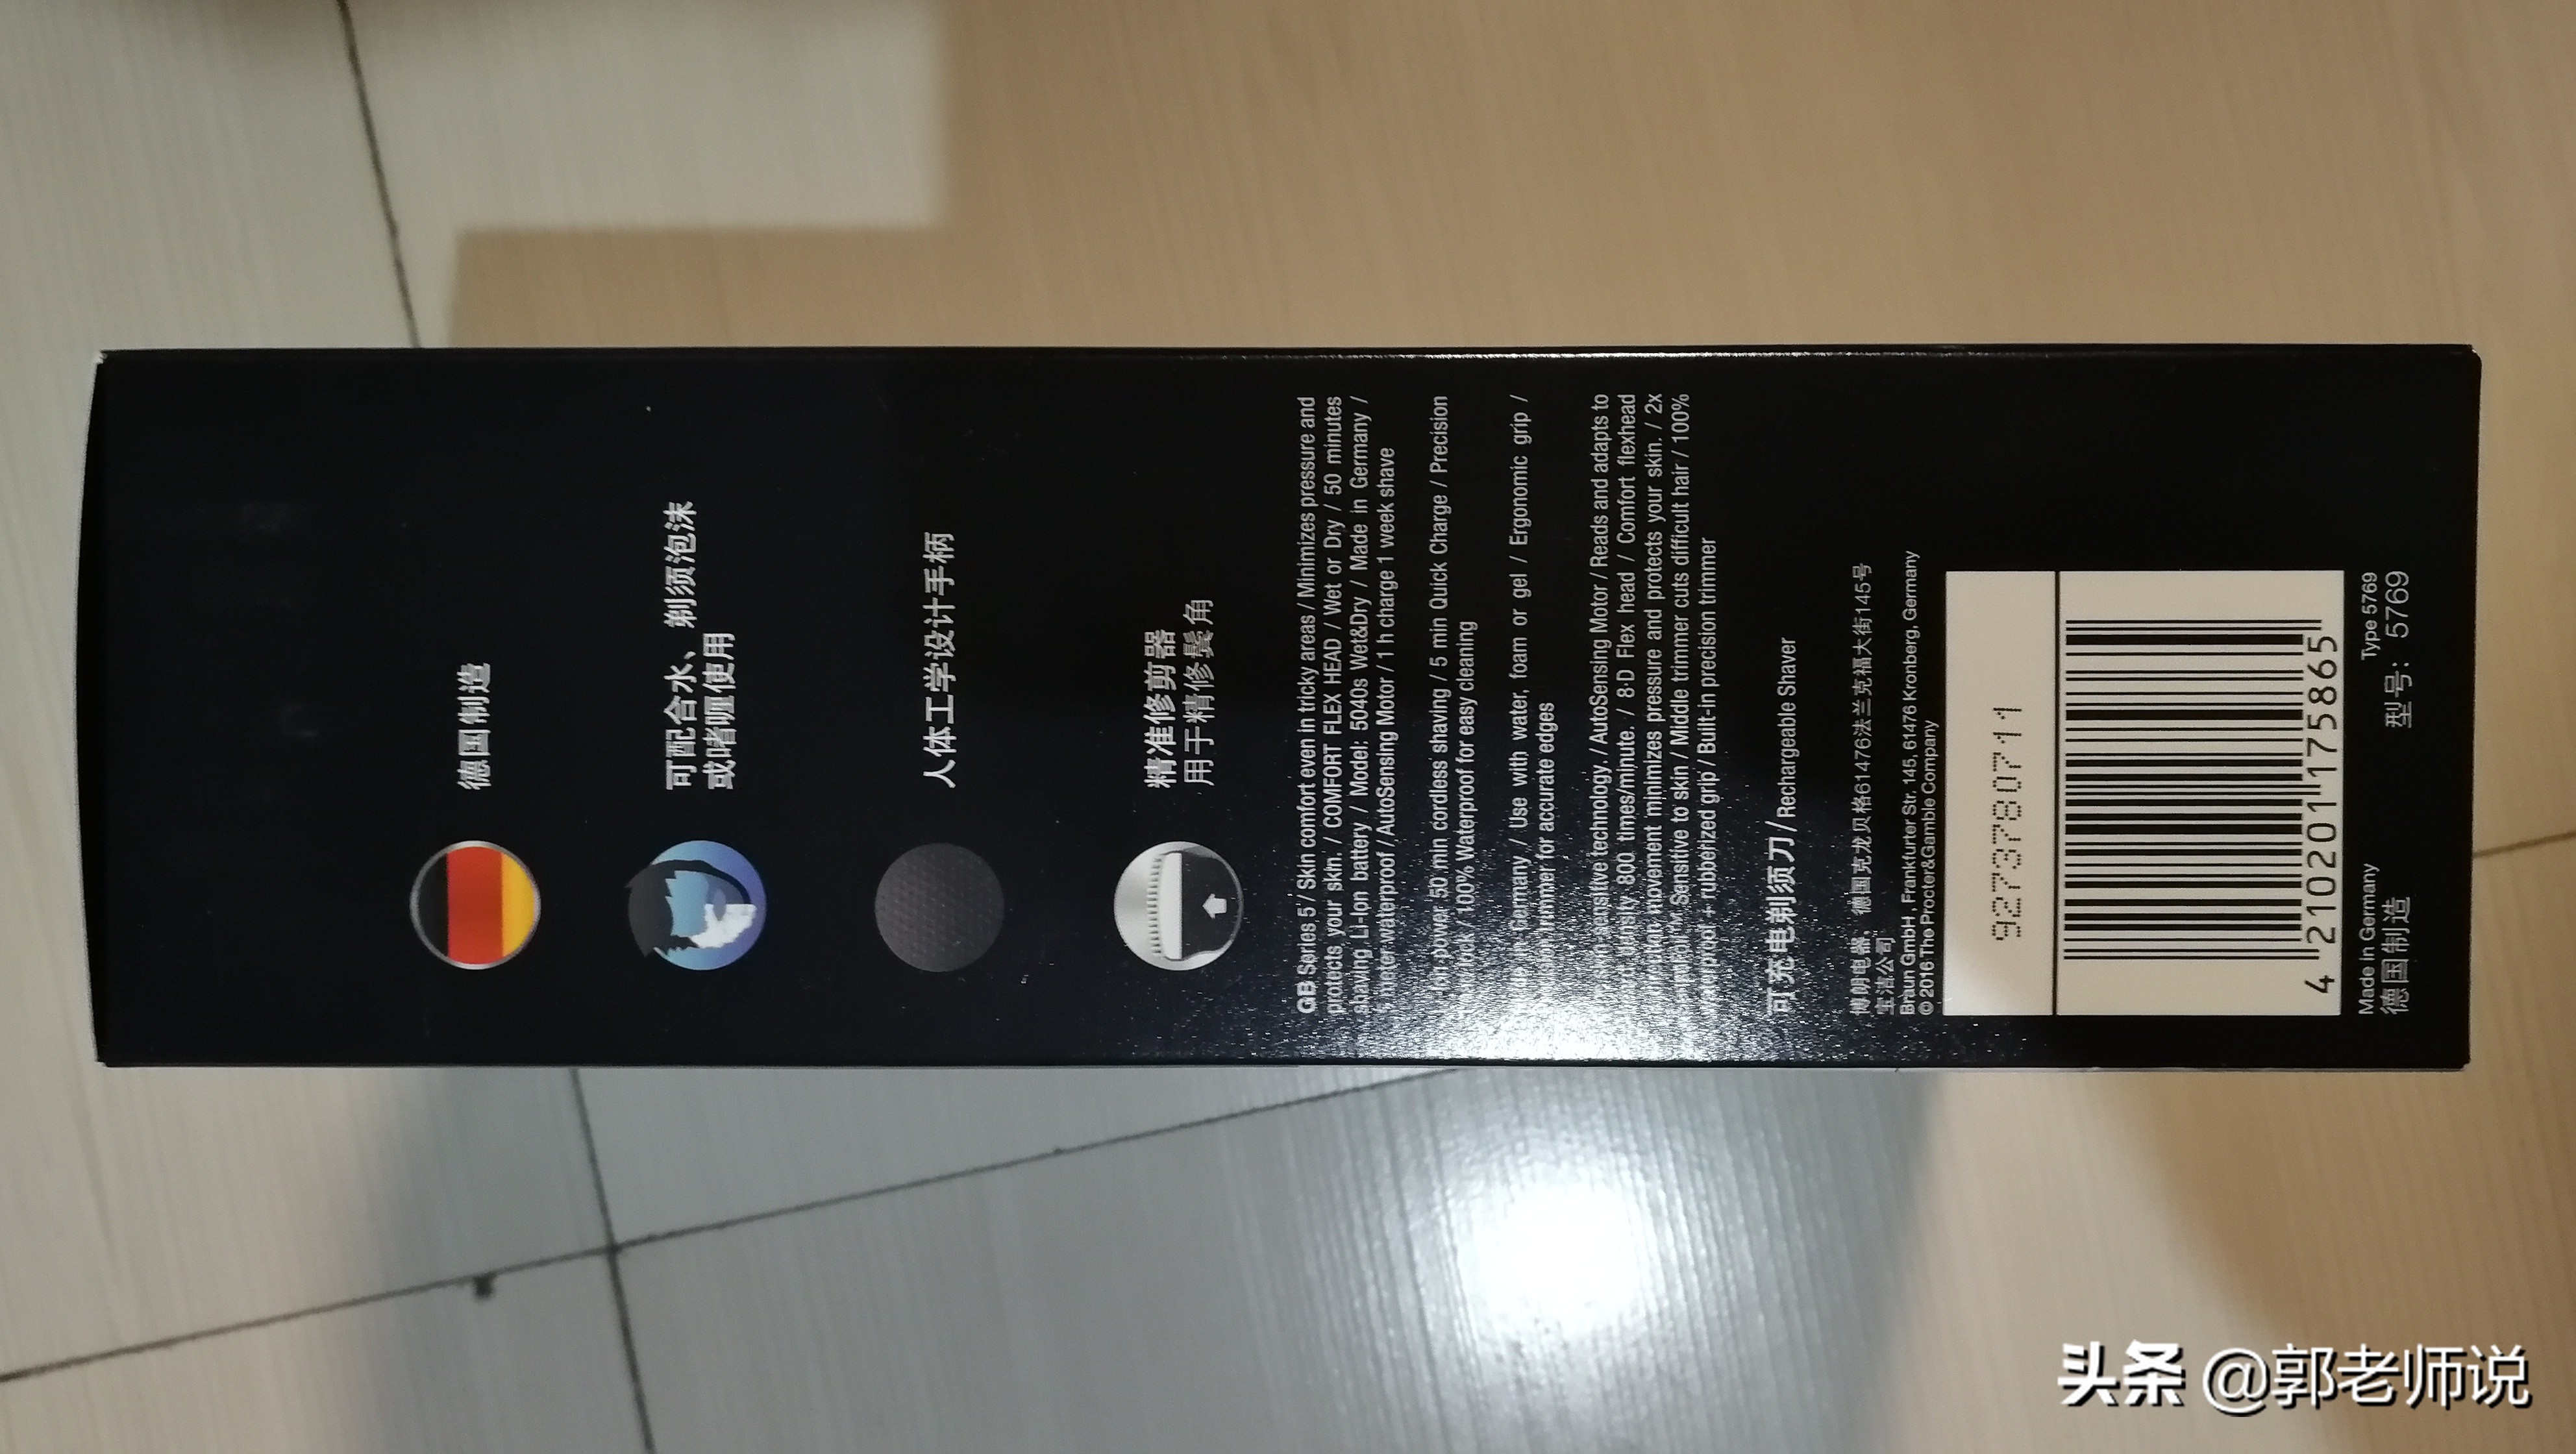 德国制造
可配合水、剃须泡沫
或者啫喱使用
人体工学设计手柄
精准修剪器
用于精修鬓角
GB Series 5 / Skin comfort even in tricky areas / Minimizes pressure and
protects your skin. / COMFORT FLEX HEAD / Wet or Dry / 50 minutes
shaving Li-Ion battery / Model: 5040s Wet&Dry / Made in Germany /
waterproof / AutoSensing Motor / 1 h charge 1 week shave
power 50 min cordless shaving / 5 min Quick Charge / Precision
/ 100% Waterproof for easy cleaning
Germany / Use with water, foam or gel / Ergonomic grip /
trimmer for accurate edges
technology. / AutoSensing Motor / Reads and adapts to
density 800 times/minute. / 8-D Flex head / Comfort flexhead
movement minimizes pressure and protects your skin. / 2x
Sensitive to skin / Middle trimmer cuts difficult hair / 100%
waterproof + rubberized grip / Built-in precision trimmer
可充电剃须刀 / Rechargeable Shaver
博朗电器，德国克龙贝格61476法兰克福大街145号
宝洁公司
Braun GmbH, Frankfurter Str. 145, 61476 Kronberg, Germany
© 2016 The Procter&Gamble Company
9273780711
4 210201 175865
Made in Germany Type 5769
德国制造 型号：5769
头条 @郭老师说